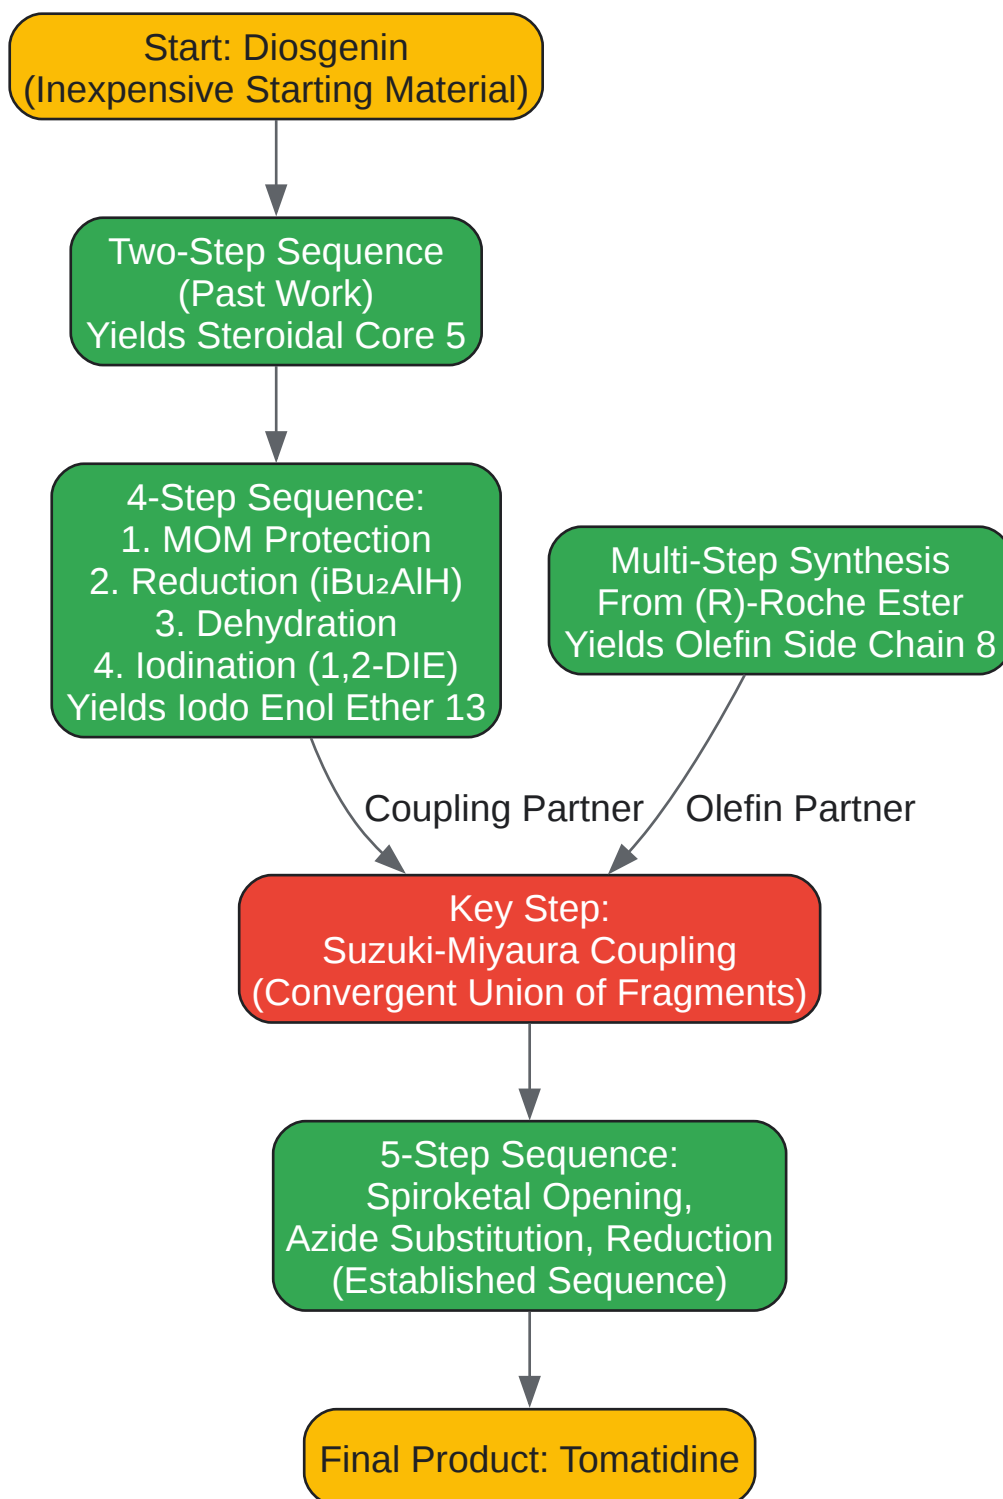 Start: Diosgenin
(Inexpensive Starting Material)
Two-Step Sequence
(Past Work)
Yields Steroidal Core 5
4-Step Sequence:
1. MOM Protection
2. Reduction (iBu₂AlH)
3. Dehydration
4. Iodination (1,2-DIE)
Yields Iodo Enol Ether 13
Multi-Step Synthesis
From (R)-Roche Ester
Yields Olefin Side Chain 8
Coupling Partner
Olefin Partner
Key Step:
Suzuki-Miyaura Coupling
(Convergent Union of Fragments)
5-Step Sequence:
Spiroketal Opening,
Azide Substitution, Reduction
(Established Sequence)
Final Product: Tomatidine